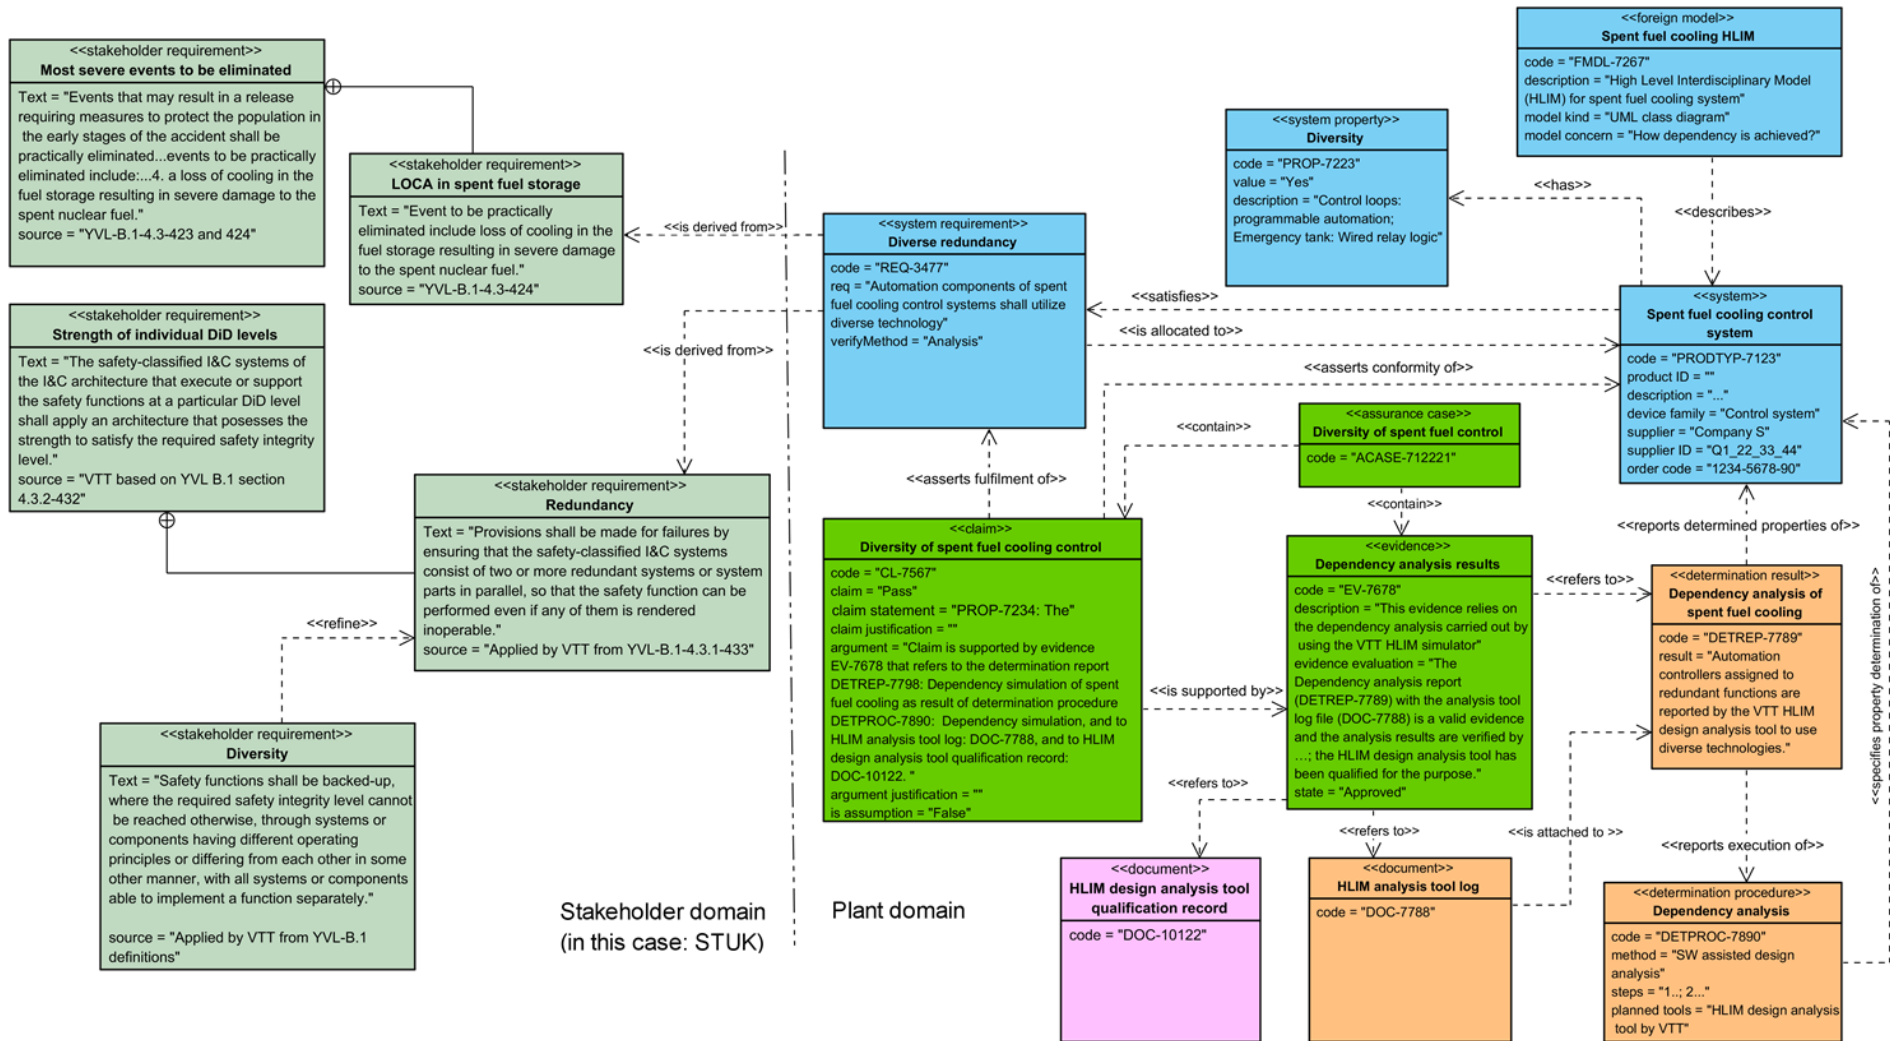 <<stakeholder requirement>>
Most severe events to be eliminated
Text = "Events that may result in a release
requiring measures to protect the population in
the early stages of the accident shall be
practically eliminated...events to be practically
eliminated include:...4. a loss of cooling in the
fuel storage resulting in severe damage to the
spent nuclear fuel."
source = "YVL-B.1-4.3-423 and 424"
<<stakeholder requirement>>
LOCA in spent fuel storage
Text = "Event to be practically
eliminated include loss of cooling in the
fuel storage resulting in severe damage
to the spent nuclear fuel."
source = "YVL-B.1-4.3-424"
<<stakeholder requirement>>
Strength of individual DiD levels
Text = "The safety-classified I&C systems of
the I&C architecture that execute or support
the safety functions at a particular DiD level
shall apply an architecture that posesses the
strength to satisfy the required safety integrity
level."
source = "VTT based on YVL B.1 section
4.3.2-432"
<<stakeholder requirement>>
Redundancy
Text = "Provisions shall be made for failures by
ensuring that the safety-classified I&C systems
consist of two or more redundant systems or system
parts in parallel, so that the safety function can be
performed even if any of them is rendered
inoperable."
source = "Applied by VTT from YVL-B.1-4.3.1-433"
<<refine>>
<<stakeholder requirement>>
Diversity
Text = "Safety functions shall be backed-up,
where the required safety integrity level cannot
be reached otherwise, through systems or
components having different operating
principles or differing from each other in some
other manner, with all systems or components
able to implement a function separately."
source = "Applied by VTT from YVL-B.1
definitions"
Stakeholder domain
(in this case: STUK)
Plant domain
<<is derived from>>
<<is derived from>>
<<system requirement>>
Diverse redundancy
code = "REQ-3477"
req = "Automation components of spent
fuel cooling control systems shall utilize
diverse technology"
verifyMethod = "Analysis"
<<system property>>
Diversity
code = "PROP-7223"
value = "Yes"
description = "Control loops:
programmable automation;
Emergency tank: Wired relay logic"
<<foreign model>>
Spent fuel cooling HLIM
code = "FMDL-7267"
description = "High Level Interdisciplinary Model
(HLIM) for spent fuel cooling system"
model kind = "UML class diagram"
model concern = "How dependency is achieved?"
<<has>>
<<describes>>
<<satisfies>>
<<is allocated to>>
<<asserts conformity of>>
<<system>>
Spent fuel cooling control
system
code = "PRODTYP-7123"
product ID = ""
description = "..."
device family = "Control system"
supplier = "Company S"
supplier ID = "Q1_22_33_44"
order code = "1234-5678-90"
<<assurance case>>
Diversity of spent fuel control
code = "ACASE-712221"
<<contain>>
<<contain>>
<<asserts fulfilment of>>
<<claim>>
Diversity of spent fuel cooling control
code = "CL-7567"
claim = "Pass"
claim statement = "PROP-7234: The"
claim justification = ""
argument = "Claim is supported by evidence
EV-7678 that refers to the determination report
DETREP-7798: Dependency simulation of spent
fuel cooling as result of determination procedure
DETPROC-7890:  Dependency simulation, and to
HLIM analysis tool log: DOC-7788, and to HLIM
design analysis tool qualification record:
DOC-10122. "
argument justification = ""
is assumption = "False"
<<is supported by>>
<<evidence>>
Dependency analysis results
code = "EV-7678"
description = "This evidence relies on
the dependency analysis carried out by
using the VTT HLIM simulator"
evidence evaluation = "The
Dependency analysis report
(DETREP-7789) with the analysis tool
log file (DOC-7788) is a valid evidence
and the analysis results are verified by
...; the HLIM design analysis tool has
been qualified for the purpose."
state = "Approved"
<<refers to>>
<<reports determined properties of>>
<<determination result>>
Dependency analysis of
spent fuel cooling
code = "DETREP-7789"
result = "Automation
controllers assigned to
redundant functions are
reported by the VTT HLIM
design analysis tool to use
diverse technologies."
<<specifies property determination of>>
<<refers to>>
<<refers to>>
<<is attached to >>
<<reports execution of>>
<<document>>
HLIM design analysis tool
qualification record
code = "DOC-10122"
<<document>>
HLIM analysis tool log
code = "DOC-7788"
<<determination procedure>>
Dependency analysis
code = "DETPROC-7890"
method = "SW assisted design
analysis"
steps = "1..; 2..."
planned tools = "HLIM design analysis
tool by VTT"